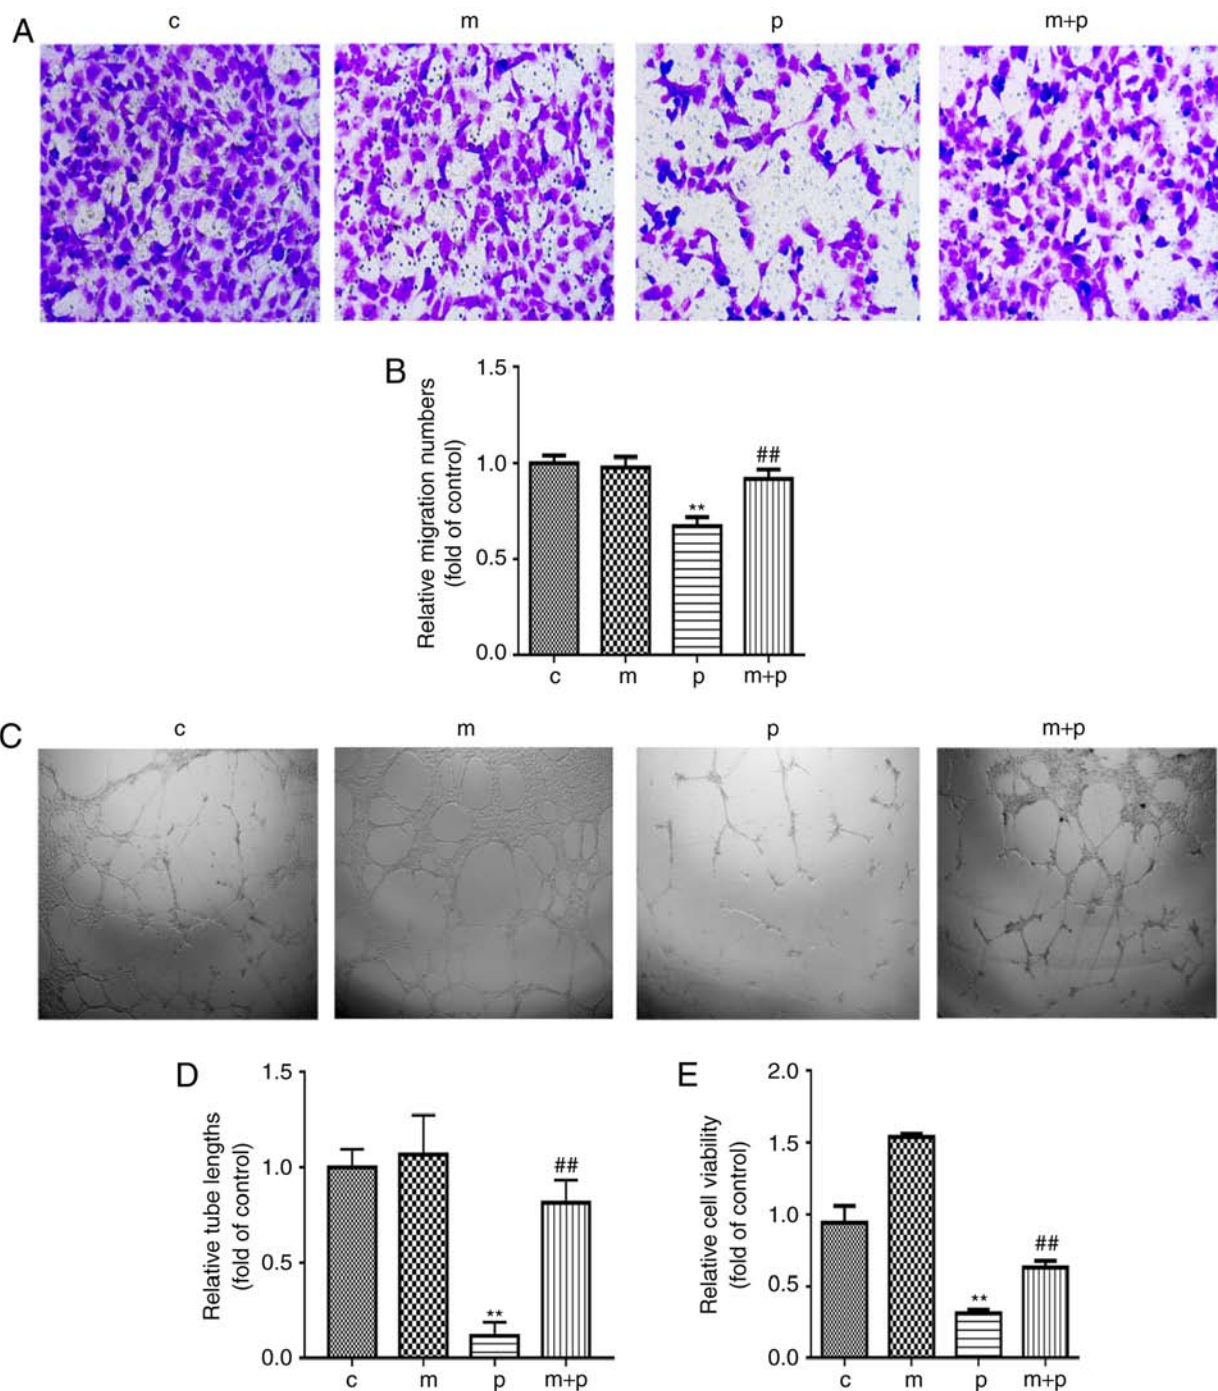 A
c m p m+p
B
Relative migration numbers
(fold of control)
1.5
1.0
0.5
0.0
**
##
c m p m+p
C
c m p m+p
D
Relative tube lengths
(fold of control)
1.5
1.0
0.5
0.0
**
##
c m p m+p
E
Relative cell viability
(fold of control)
2.0
1.5
1.0
0.5
0.0
**
##
c m p m+p